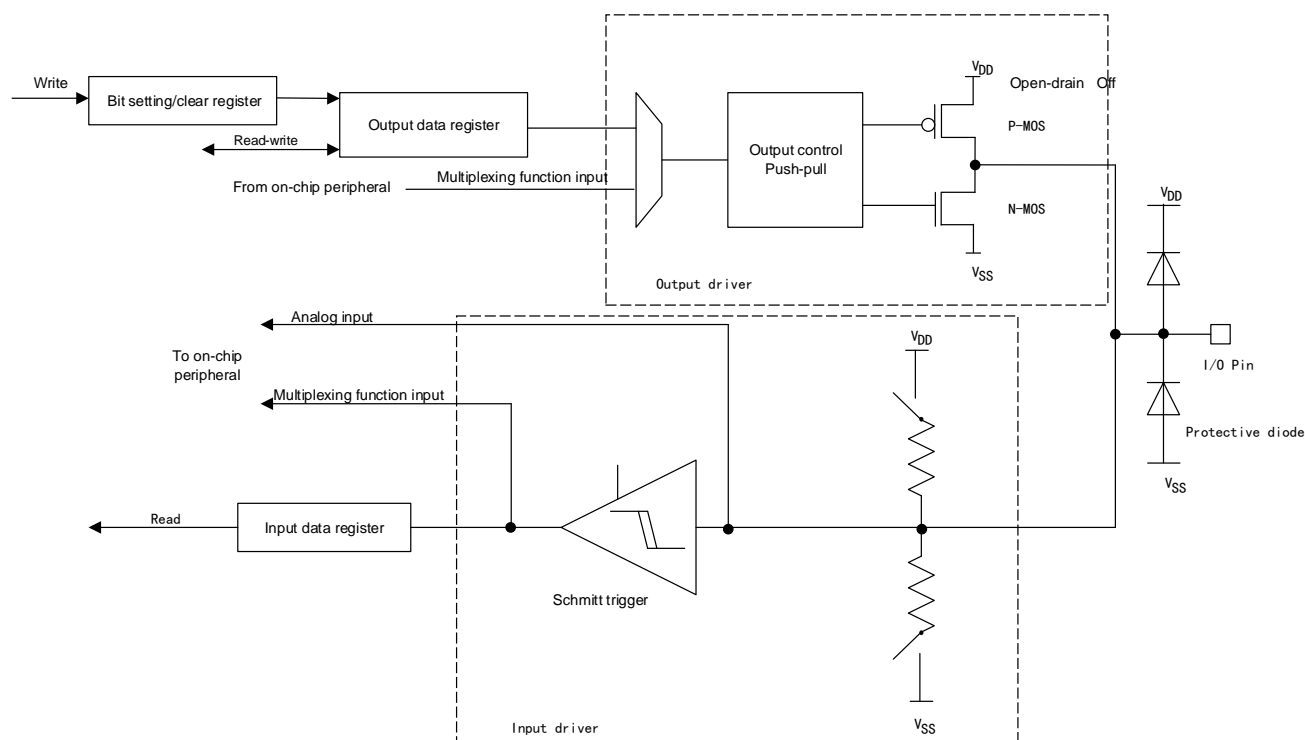 Write
Bit setting/clear register
Output data register
Read-write
From on-chip peripheral
Multiplexing function input
Output control
Push-pull
VDD
Open-drain Off
P-MOS
N-MOS
VSS
Output driver
VDD
I/O Pin
Protective diode
VSS
Analog input
To on-chip
peripheral
Multiplexing function input
VDD
Read
Input data register
Schmitt trigger
VSS
Input driver